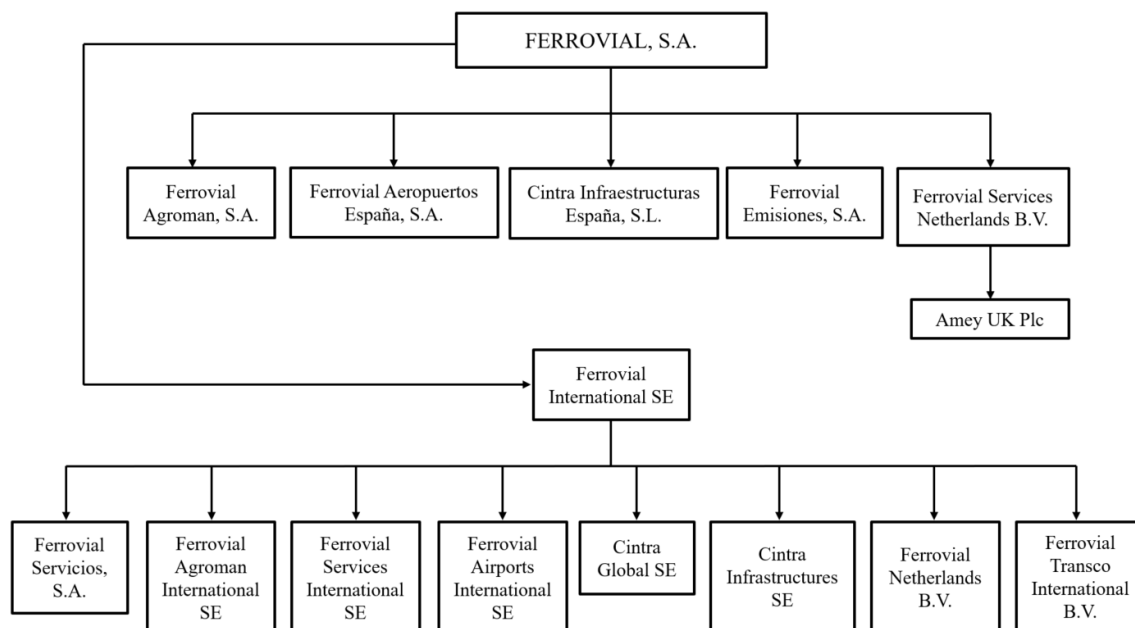 FERROVIAL, S.A.
Ferrovial
Agroman, S.A.
Ferrovial Aeropuertos
España, S.A.
Cintra Infraestructuras
España, S.L.
Ferrovial
Emisiones, S.A.
Ferrovial Services
Netherlands B.V.
Amey UK Plc
Ferrovial
International SE
Ferrovial
Servicios,
S.A.
Ferrovial
Agroman
International
SE
Ferrovial
Services
International
SE
Ferrovial
Airports
International
SE
Cintra
Global SE
Cintra
Infrastructures
SE
Ferrovial
Netherlands
B.V.
Ferrovial
Transco
International
B.V.